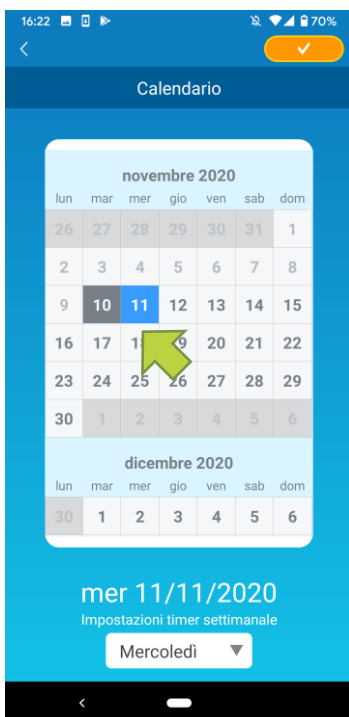 16:22 70%
Calendario
novembre 2020
lun mar mer gio ven sab dom
26 27 28 29 30 31 1
2 3 4 5 6 7 8
9 10 11 12 13 14 15
16 17 18 19 20 21 22
23 24 25 26 27 28 29
30 1 2 3 4 5 6
dicembre 2020
lun mar mer gio ven sab dom
30 1 2 3 4 5 6
mer 11/11/2020
Impostazioni timer settimanale
Mercoledì